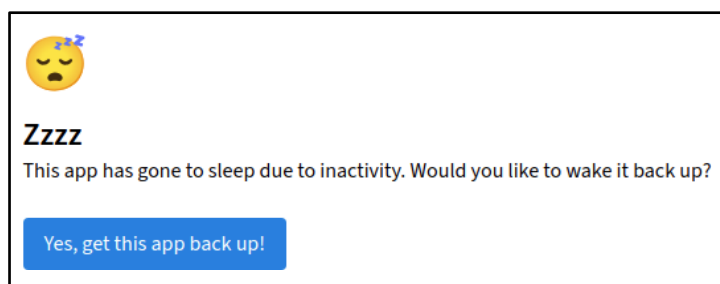 Zzzz
This app has gone to sleep due to inactivity. Would you like to wake it back up?
Yes, get this app back up!